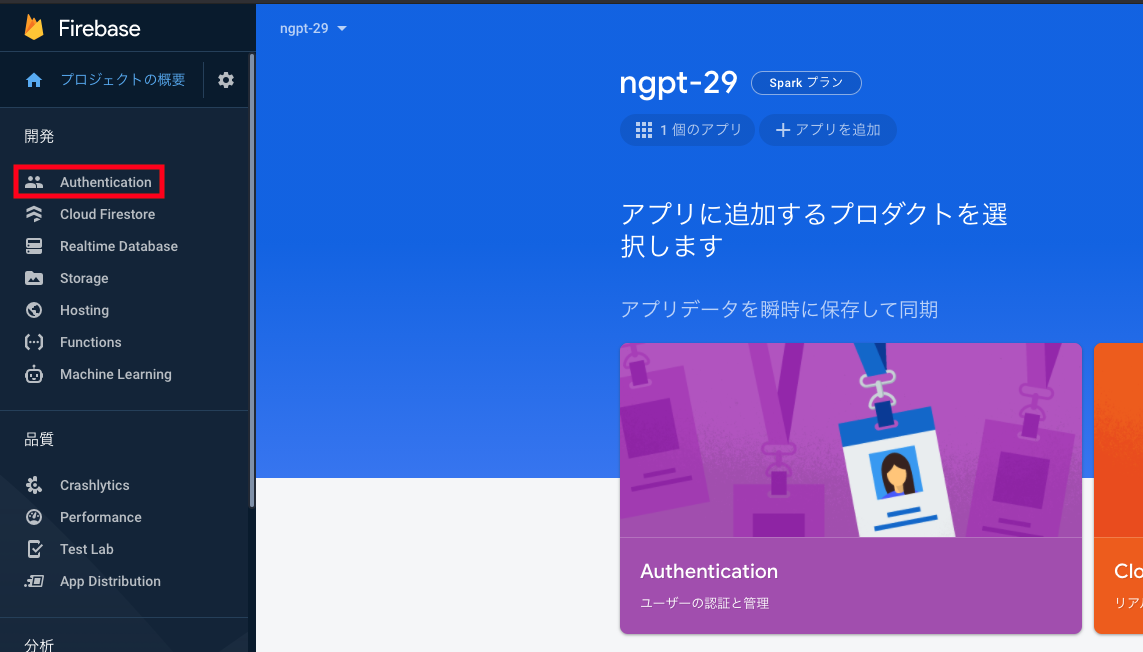 Firebase
ngpt-29
プロジェクトの概要
開発
Authentication
Cloud Firestore
Realtime Database
Storage
Hosting
Functions
Machine Learning
品質
Crashlytics
Performance
Test Lab
App Distribution
分析
ngpt-29
Spark プラン
1 個のアプリ
アプリを追加
アプリに追加するプロダクトを選
択します
アプリデータを瞬時に保存して同期
Authentication
ユーザーの認証と管理
Clo
リア